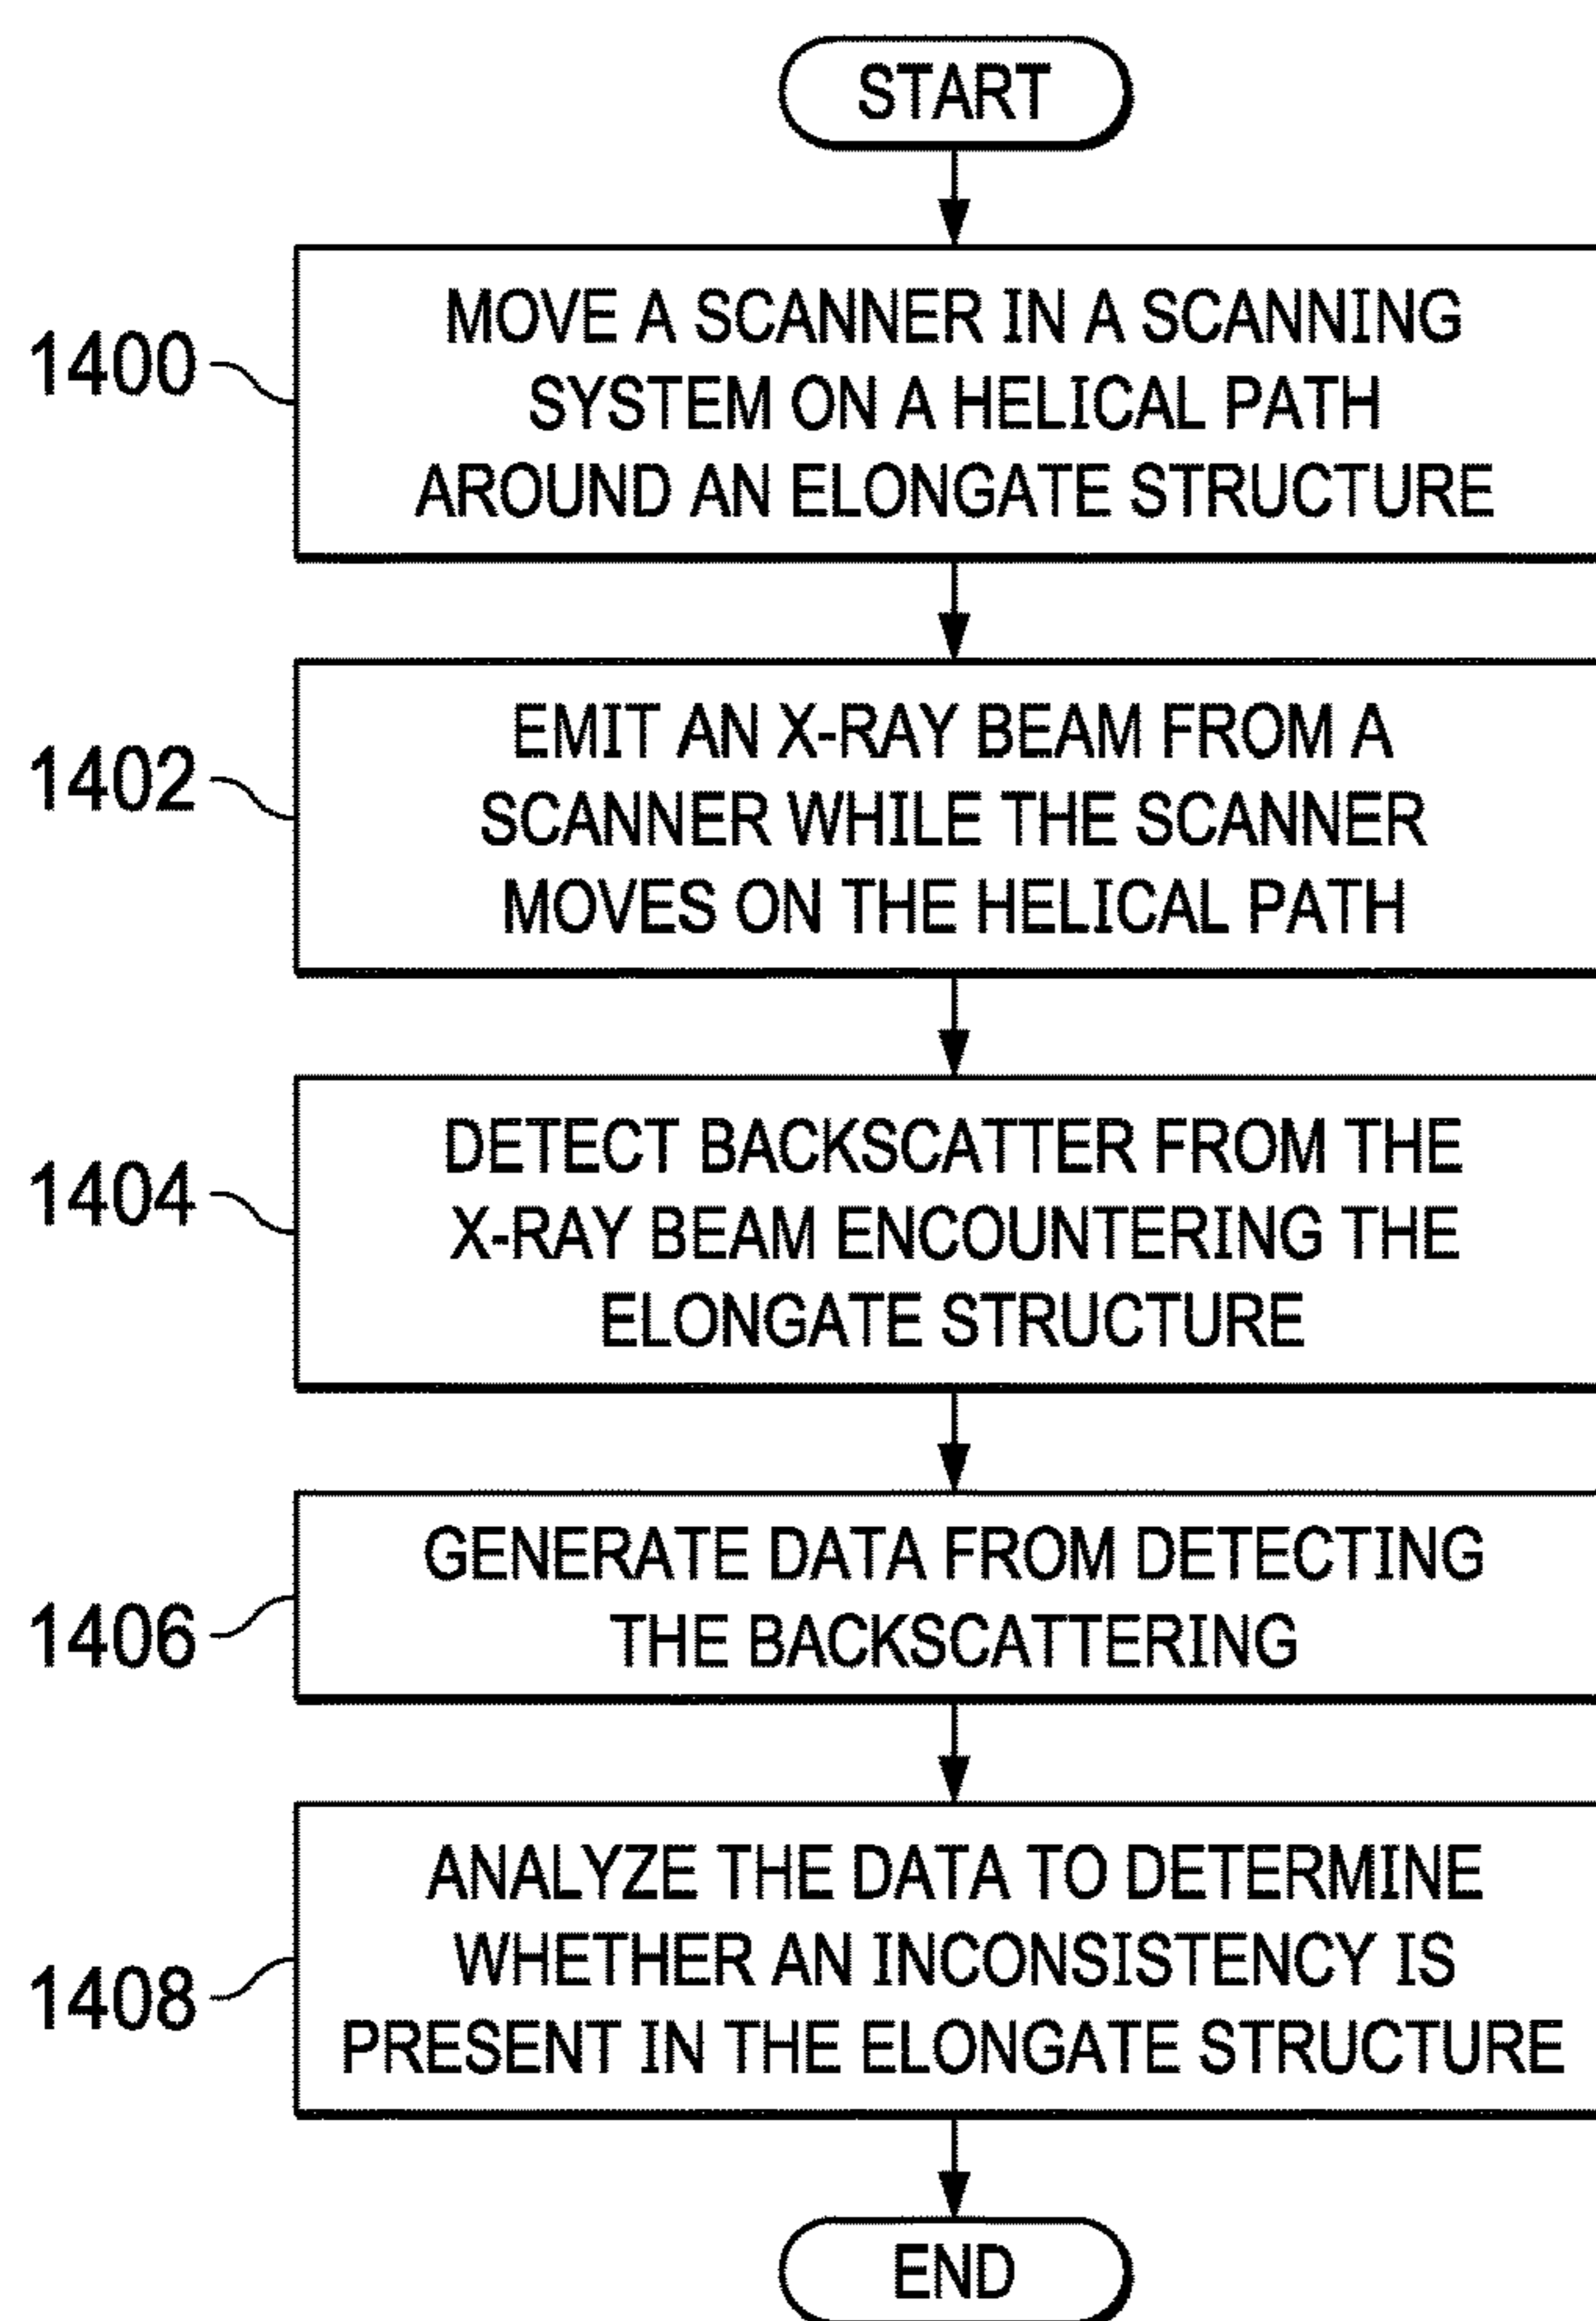 START
1400
MOVE A SCANNER IN A SCANNING
SYSTEM ON A HELICAL PATH
AROUND AN ELONGATE STRUCTURE
1402
EMIT AN X-RAY BEAM FROM A
SCANNER WHILE THE SCANNER
MOVES ON THE HELICAL PATH
1404
DETECT BACKSCATTER FROM THE
X-RAY BEAM ENCOUNTERING THE
ELONGATE STRUCTURE
1406
GENERATE DATA FROM DETECTING
THE BACKSCATTERING
1408
ANALYZE THE DATA TO DETERMINE
WHETHER AN INCONSISTENCY IS
PRESENT IN THE ELONGATE STRUCTURE
END